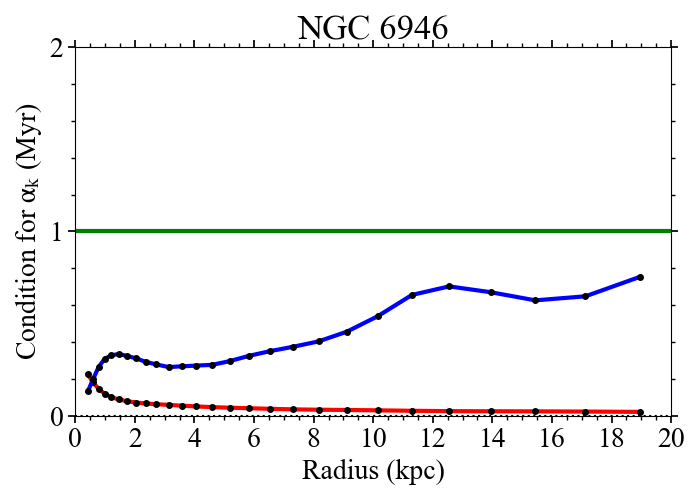 NGC 6946
2
1
0
Condition for αk (Myr)
0 2 4 6 8 10 12 14 16 18 20
Radius (kpc)